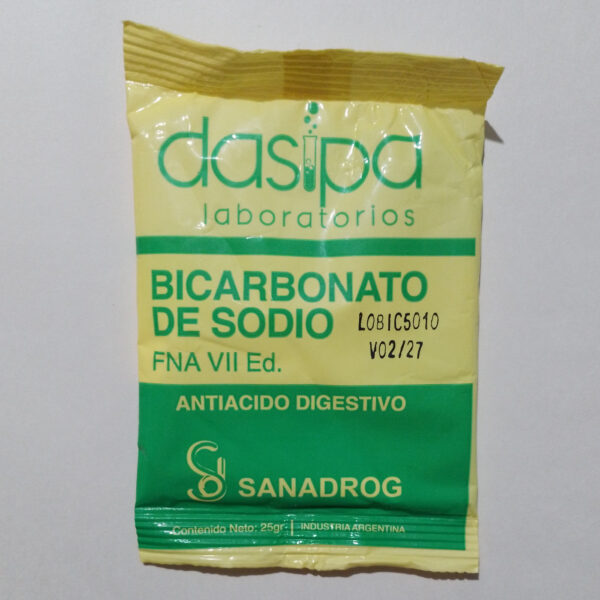 dasipa
laboratorios
BICARBONATO
DE SODIO
LOBIC5010
V02/27
FNA VII Ed.
ANTIACIDO DIGESTIVO
SANADROG
Contenido Neto: 25gr. INDUSTRIA ARGENTINA